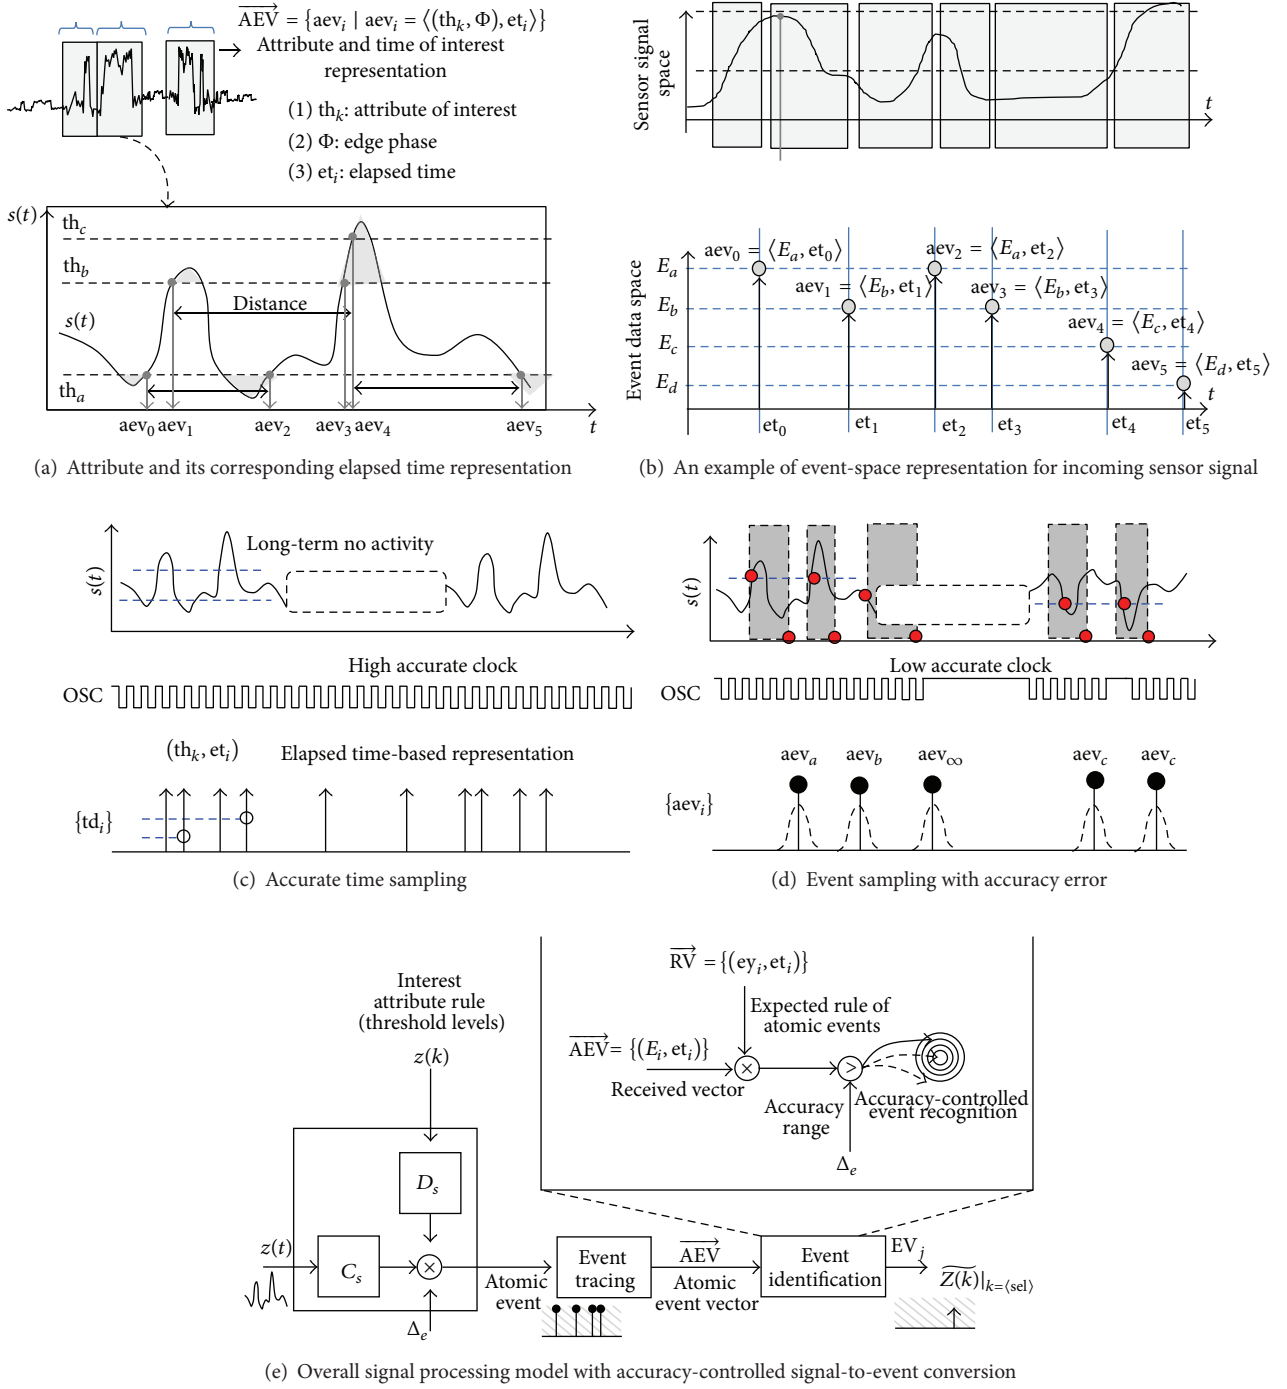 AEV = {aev_i | aev_i = ⟨(th_k, Φ), et_i⟩}
Attribute and time of interest
representation
(1) th_k: attribute of interest
(2) Φ: edge phase
(3) et_i: elapsed time
s(t)
th_c
th_b
Distance
s(t)
th_a
aev_0 aev_1 aev_2 aev_3 aev_4 aev_5 t
(a) Attribute and its corresponding elapsed time representation
Sensor signal
space
t
Event data space
aev_0 = ⟨E_a, et_0⟩
aev_2 = ⟨E_a, et_2⟩
E_a
aev_1 = ⟨E_b, et_1⟩
aev_3 = ⟨E_b, et_3⟩
E_b
aev_4 = ⟨E_c, et_4⟩
E_c
aev_5 = ⟨E_d, et_5⟩
E_d
t
et_0 et_1 et_2 et_3 et_4 et_5
(b) An example of event-space representation for incoming sensor signal
s(t)
Long-term no activity
High accurate clock
OSC
(th_k, et_i)
Elapsed time-based representation
{td_i}
(c) Accurate time sampling
s(t)
Low accurate clock
OSC
aev_a aev_b aev_∞ aev_c aev_c
{aev_i}
(d) Event sampling with accuracy error
RV = {(ey_i, et_i)}
Expected rule of
atomic events
AEV = {(E_i, et_i)}
×
>
Received vector
Accuracy
range
Accuracy-controlled
event recognition
Δ_e
Interest
attribute rule
(threshold levels)
z(k)
D_s
z(t)
C_s
×
Δ_e
Atomic
event
Event
tracing
AEV
Atomic
event vector
Event
identification
EV_j
Z(k)|_k=⟨sel⟩
(e) Overall signal processing model with accuracy-controlled signal-to-event conversion